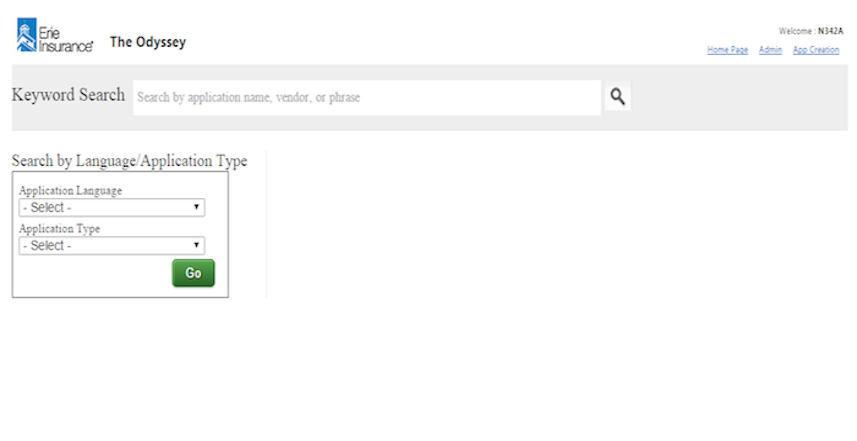 Erie
Insurance®
The Odyssey
Welcome : N342A
Home Page Admin App Creation
Keyword Search
Search by application name, vendor, or phrase
Search by Language/Application Type
Application Language
- Select -
Application Type
- Select -
Go